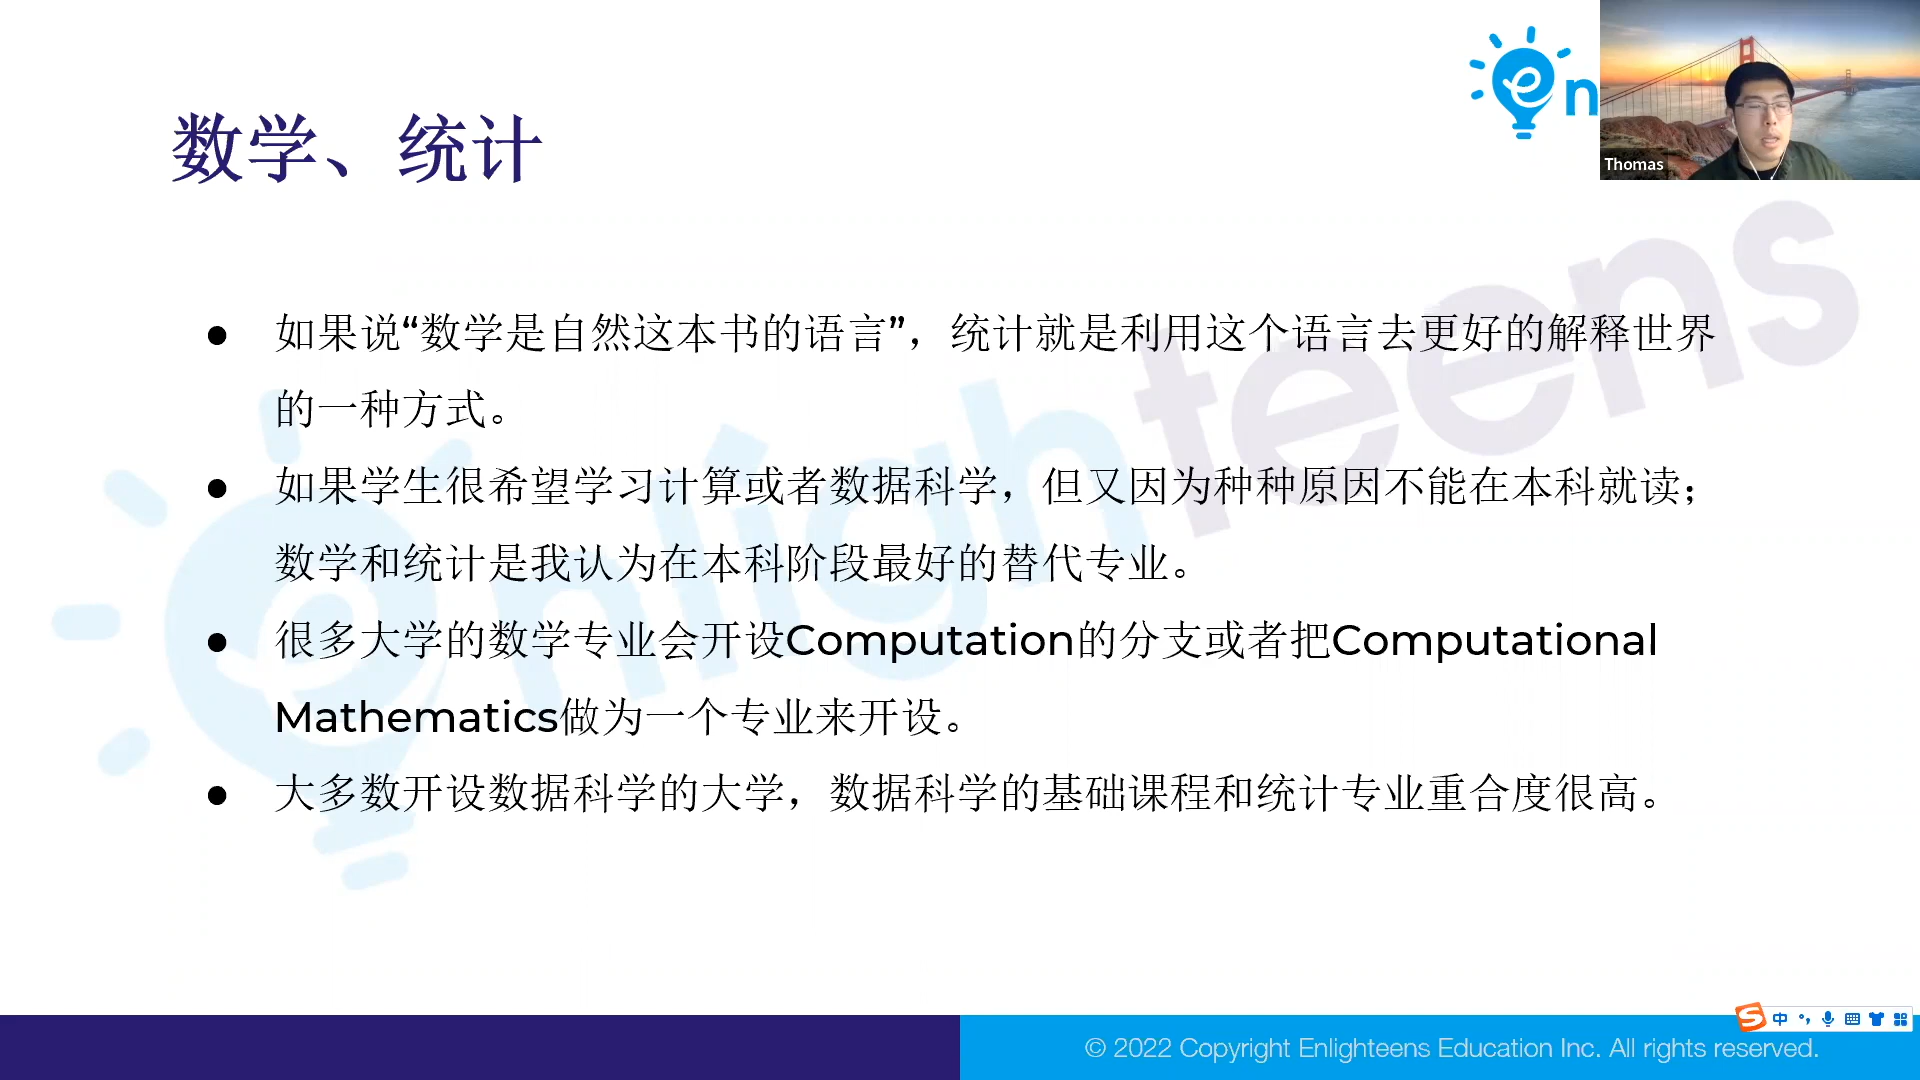 数学、统计
en
Thomas
如果说“数学是自然这本书的语言”，统计就是利用这个语言去更好的解释世界
的一种方式。
如果学生很希望学习计算或者数据科学，但又因为种种原因不能在本科就读；
数学和统计是我认为在本科阶段最好的替代专业。
很多大学的数学专业会开设Computation的分支或者把Computational
Mathematics做为一个专业来开设。
大多数开设数据科学的大学，数据科学的基础课程和统计专业重合度很高。
enlighteens
中
© 2022 Copyright Enlighteens Education Inc. All rights reserved.